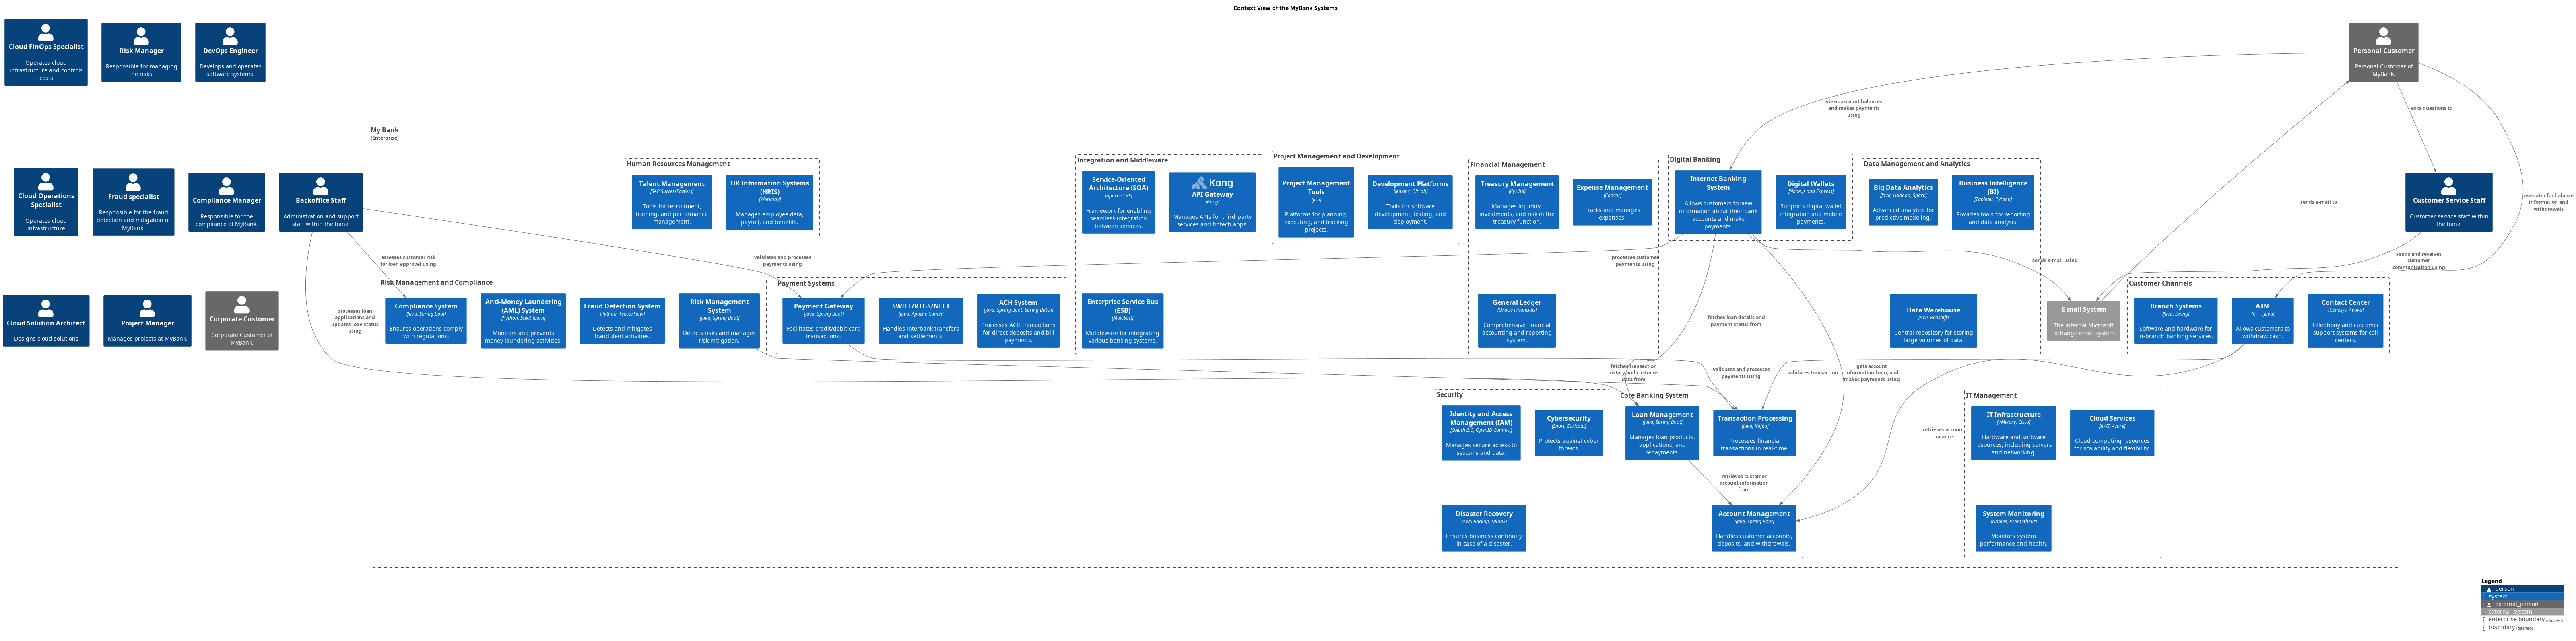 Context View of the MyBank Systems
Cloud FinOps Specialist
Operates cloud
infrastructure and controls
costs
Risk Manager
Responsible for managing
the risks.
DevOps Engineer
Develops and operates
software systems.
Personal Customer
Personal Customer of
MyBank.
views account balances
and makes payments
using
asks questions to
uses atm for balance
information and
withdrawals
sends e-mail to
Cloud Operations
Specialist
Operates cloud
infrastructure
Fraud specialist
Responsible for the fraud
detection and mitigation of
MyBank.
Compliance Manager
Responsible for the
compliance of MyBank.
Backoffice Staff
Administration and support
staff within the bank.
Customer Service Staff
Customer service staff within
the bank.
My Bank
[Enterprise]
Human Resources Management
Talent Management
[SAP SuccessFactors]
Tools for recruitment,
training, and performance
management.
HR Information Systems
(HRIS)
[Workday]
Manages employee data,
payroll, and benefits.
Integration and Middleware
Service-Oriented
Architecture (SOA)
[Apache CXF]
Framework for enabling
seamless integration
between services.
Kong
API Gateway
[Kong]
Manages APIs for third-party
services and fintech apps.
Enterprise Service Bus
(ESB)
[MuleSoft]
Middleware for integrating
various banking systems.
Project Management and Development
Project Management
Tools
[Jira]
Platforms for planning,
executing, and tracking
projects.
Development Platforms
[Jenkins, GitLab]
Tools for software
development, testing, and
deployment.
Financial Management
Treasury Management
[Kyriba]
Manages liquidity,
investments, and risk in the
treasury function.
Expense Management
[Concur]
Tracks and manages
expenses.
General Ledger
[Oracle Financials]
Comprehensive financial
accounting and reporting
system.
Digital Banking
Internet Banking
System
Allows customers to view
information about their bank
accounts and make
payments.
Digital Wallets
[Node.js and Express]
Supports digital wallet
integration and mobile
payments.
Data Management and Analytics
Big Data Analytics
[Java, Hadoop, Spark]
Advanced analytics for
predictive modeling.
Business Intelligence
(BI)
[Tableau, Python]
Provides tools for reporting
and data analysis.
Data Warehouse
[AWS Redshift]
Central repository for storing
large volumes of data.
assesses customer risk
for loan approval using
validates and processes
payments using
processes customer
payments using
sends e-mail using
sends and receives
customer
communication using
Cloud Solution Architect
Designs cloud solutions
Project Manager
Manages projects at MyBank.
Corporate Customer
Corporate Customer of
MyBank.
processes loan
applications and
updates loan status
using
Risk Management and Compliance
Compliance System
[Java, Spring Boot]
Ensures operations comply
with regulations.
Anti-Money Laundering
(AML) System
[Python, Scikit-learn]
Monitors and prevents
money laundering activities.
Fraud Detection System
[Python, TensorFlow]
Detects and mitigates
fraudulent activities.
Risk Management
System
[Java, Spring Boot]
Detects risks and manages
risk mitigation.
Payment Systems
Payment Gateway
[Java, Spring Boot]
Facilitates credit/debit card
transactions.
SWIFT/RTGS/NEFT
[Java, Apache Camel]
Handles interbank transfers
and settlements.
ACH System
[Java, Spring Boot, Spring Batch]
Processes ACH transactions
for direct deposits and bill
payments.
E-mail System
The internal Microsoft
Exchange email system.
Customer Channels
Branch Systems
[Java, Swing]
Software and hardware for
in-branch banking services.
ATM
[C++, Java]
Allows customers to
withdraw cash.
Contact Center
[Genesys, Avaya]
Telephony and customer
support systems for call
centers.
fetches loan details and
payment status from
fetches transaction
history and customer
data from
validates and processes
payments using
validates transaction
gets account
information from, and
makes payments using
retrieves account
balance
Security
Identity and Access
Management (IAM)
[OAuth 2.0, OpenID Connect]
Manages secure access to
systems and data.
Cybersecurity
[Snort, Suricata]
Protects against cyber
threats.
Disaster Recovery
[AWS Backup, DRaaS]
Ensures business continuity
in case of a disaster.
Core Banking System
Loan Management
[Java, Spring Boot]
Manages loan products,
applications, and
repayments.
Transaction Processing
[Java, Kafka]
Processes financial
transactions in real-time.
retrieves customer
account information
from
Account Management
[Java, Spring Boot]
Handles customer accounts,
deposits, and withdrawals.
IT Management
IT Infrastructure
[VMware, Cisco]
Hardware and software
resources, including servers
and networking.
Cloud Services
[AWS, Azure]
Cloud computing resources
for scalability and flexibility.
System Monitoring
[Nagios, Prometheus]
Monitors system
performance and health.
Legend
person
system
external_person
external_system
enterprise boundary (dashed)
boundary (dashed)